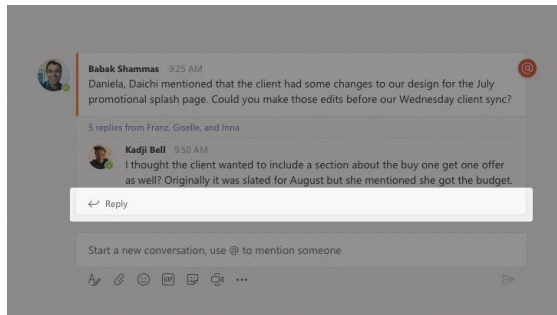 Babak Shammas 9:25 AM
Daniela, Daichi mentioned that the client had some changes to our design for the July
promotional splash page. Could you make those edits before our Wednesday client sync?
5 replies from Franz, Giselle, and Inna
Kadji Bell 9:50 AM
I thought the client wanted to include a section about the buy one get one offer
as well? Originally it was slated for August but she mentioned she got the budget.
Reply
Start a new conversation, use @ to mention someone
GIF